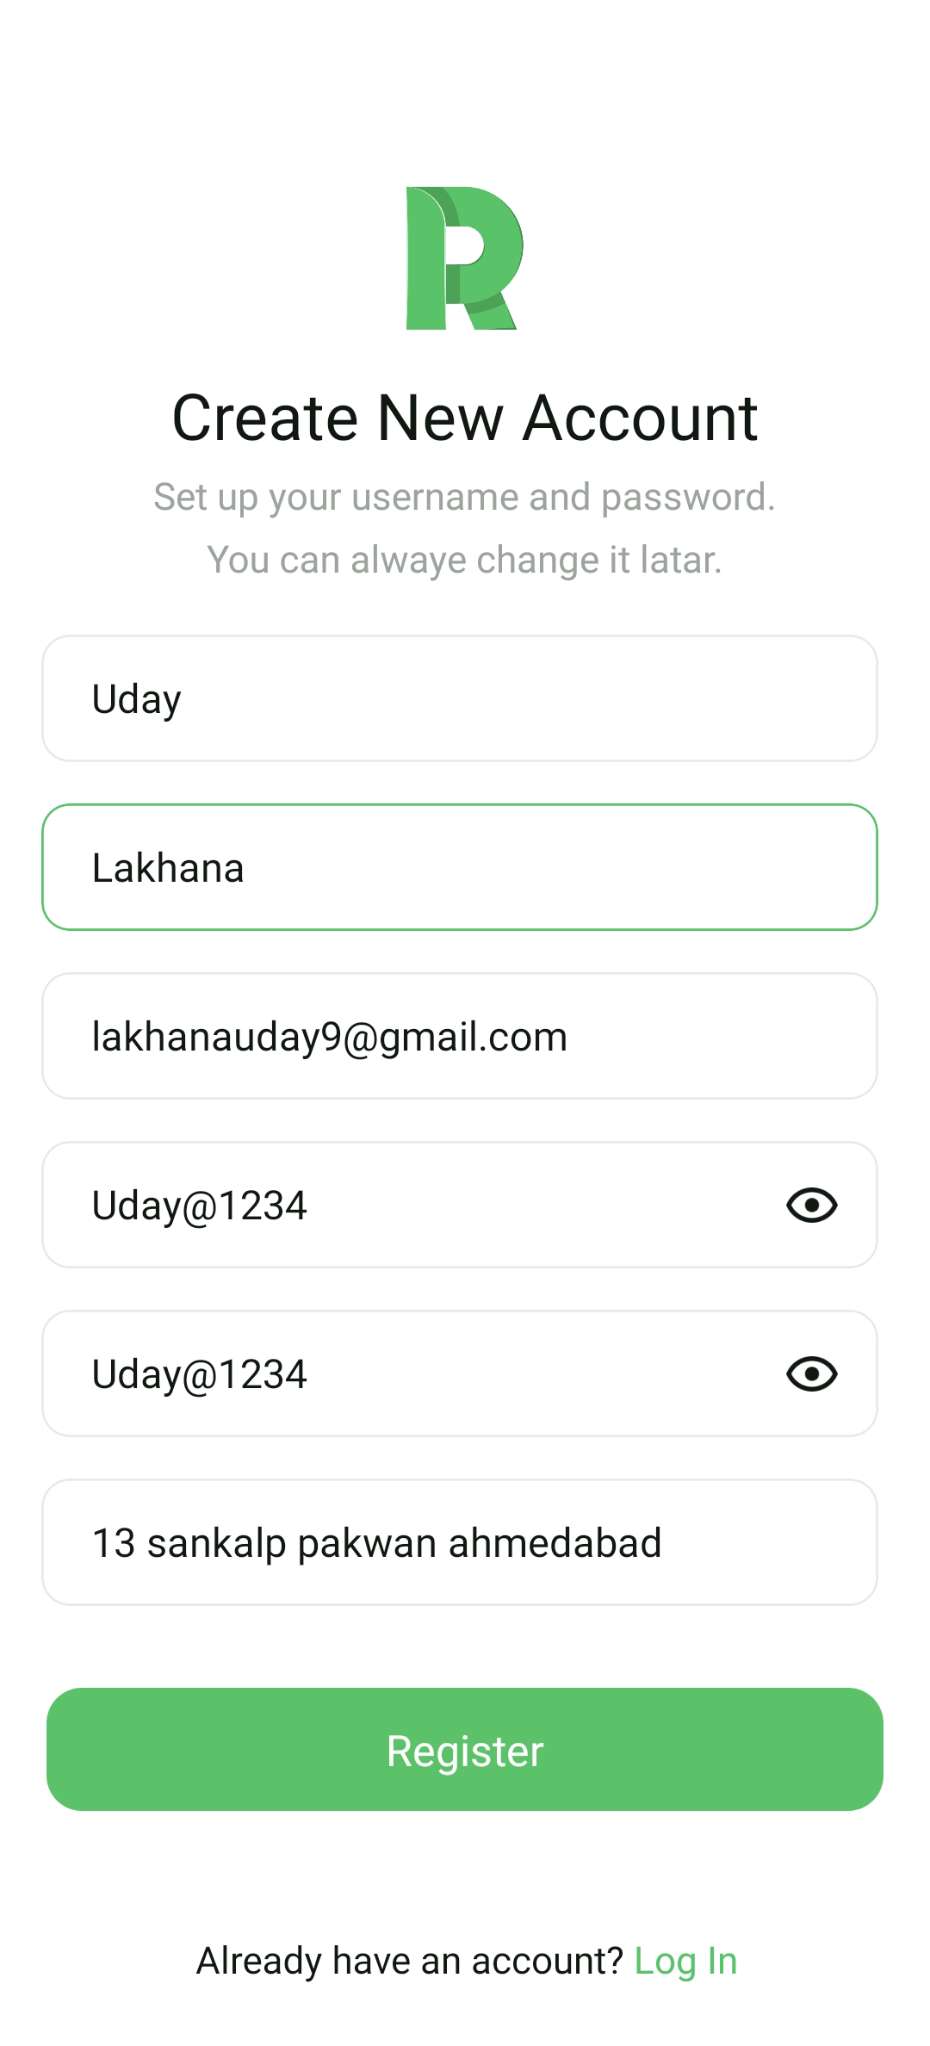 R
Create New Account
Set up your username and password.
You can alwaye change it latar.
Uday
Lakhana
lakhanauday9@gmail.com
Uday@1234
Uday@1234
13 sankalp pakwan ahmedabad
Register
Already have an account? Log In